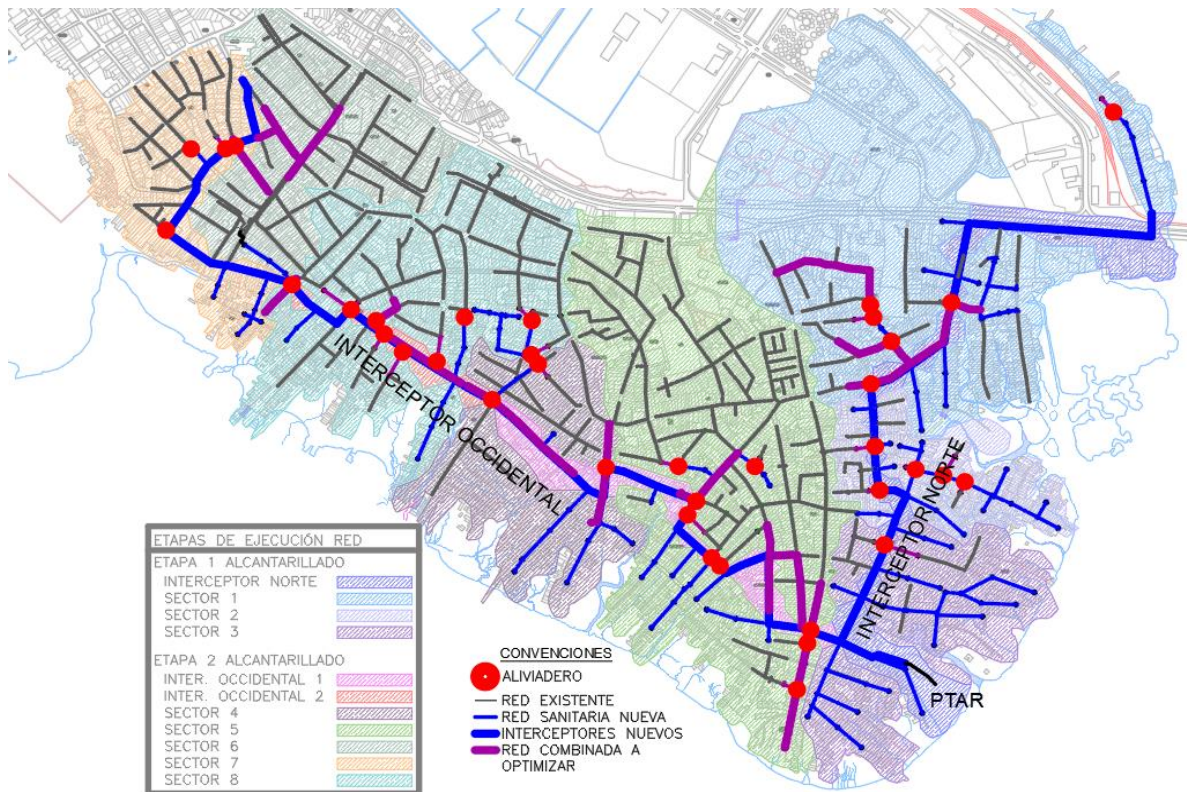 INTERCEPTOR OCCIDENTAL
INTERCEPTOR NORTE
PTAR
ETAPAS DE EJECUCIÓN RED
ETAPA 1 ALCANTARILLADO
INTERCEPTOR NORTE
SECTOR 1
SECTOR 2
SECTOR 3
ETAPA 2 ALCANTARILLADO
INTER. OCCIDENTAL 1
INTER. OCCIDENTAL 2
SECTOR 4
SECTOR 5
SECTOR 6
SECTOR 7
SECTOR 8
CONVENCIONES
ALIVIADERO
RED EXISTENTE
RED SANITARIA NUEVA
INTERCEPTORES NUEVOS
RED COMBINADA A
OPTIMIZAR